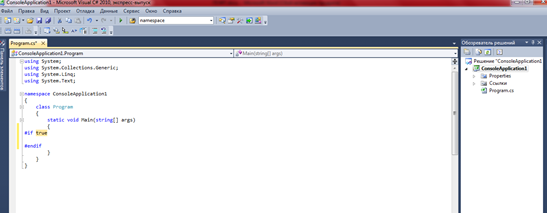 ConsoleApplication1 - Microsoft Visual C# 2010, экспресс-выпуск
Файл Правка Вид Проект Отладка Данные Сервис Окно Справка
namespace
Program.cs*
ConsoleApplication1.Program
Main(string[] args)
using System;
using System.Collections.Generic;
using System.Linq;
using System.Text;
namespace ConsoleApplication1
{
class Program
{
static void Main(string[] args)
{
#if true
#endif
}
}
}
Обозреватель решений
Решение "ConsoleApplication1
ConsoleApplication1
Properties
Ссылки
Program.cs